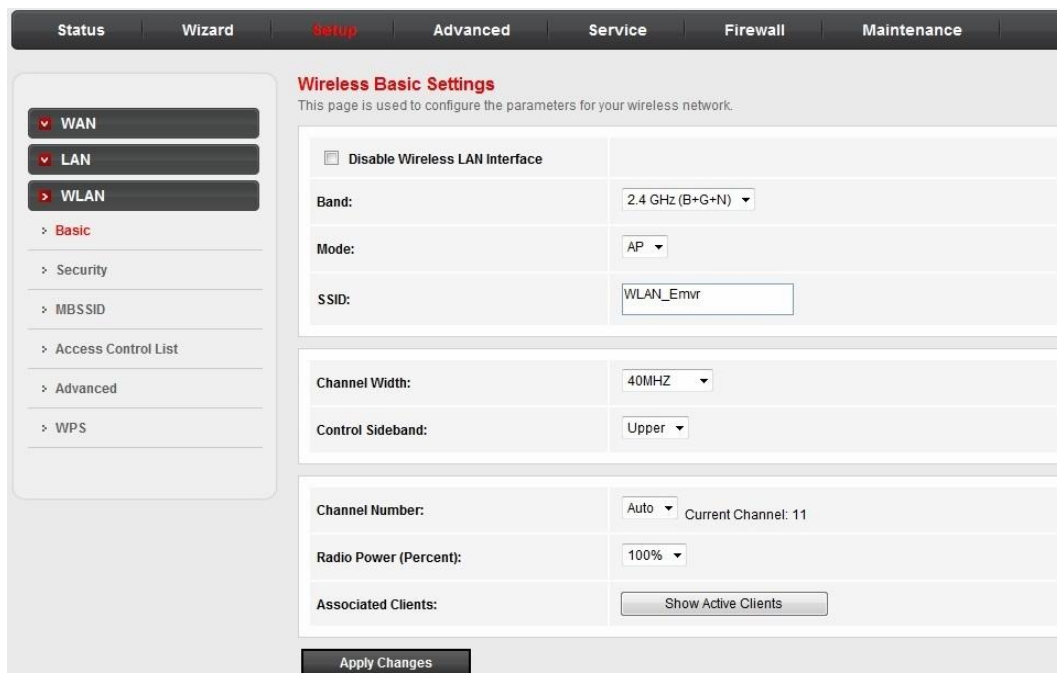 Status Wizard Setup Advanced Service Firewall Maintenance
WAN
LAN
WLAN
Basic
Security
MBSSID
Access Control List
Advanced
WPS
Wireless Basic Settings
This page is used to configure the parameters for your wireless network.
Disable Wireless LAN Interface
Band: 2.4 GHz (B+G+N)
Mode: AP
SSID: WLAN_Emvr
Channel Width: 40MHZ
Control Sideband: Upper
Channel Number: Auto Current Channel: 11
Radio Power (Percent): 100%
Associated Clients: Show Active Clients
Apply Changes